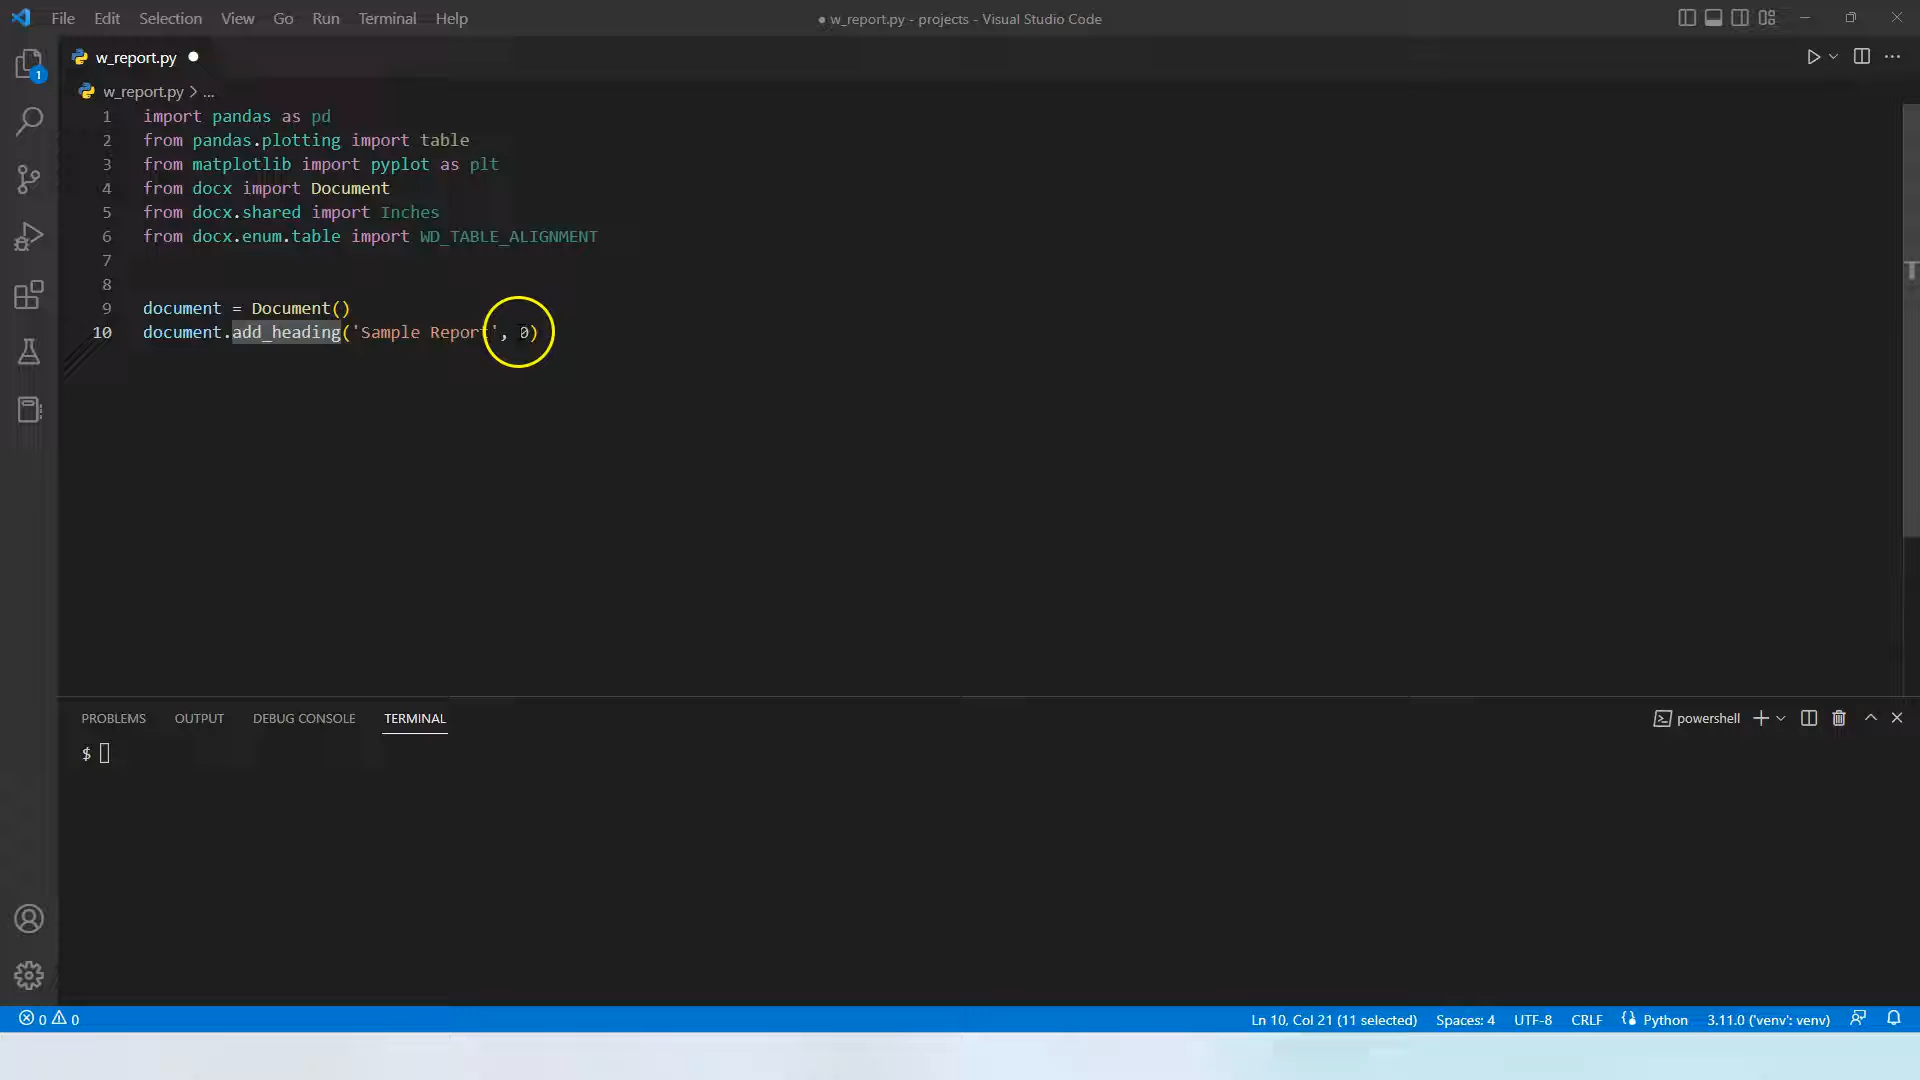 File Edit Selection View Go Run Terminal Help
● w_report.py - projects - Visual Studio Code
w_report.py
w_report.py > ...
1 import pandas as pd
2 from pandas.plotting import table
3 from matplotlib import pyplot as plt
4 from docx import Document
5 from docx.shared import Inches
6 from docx.enum.table import WD_TABLE_ALIGNMENT
7
8
9 document = Document()
10 document.add_heading('Sample Report', 0)
1
PROBLEMS OUTPUT DEBUG CONSOLE TERMINAL
powershell
$
0 0
Ln 10, Col 21 (11 selected) Spaces: 4 UTF-8 CRLF Python 3.11.0 ('venv': venv)